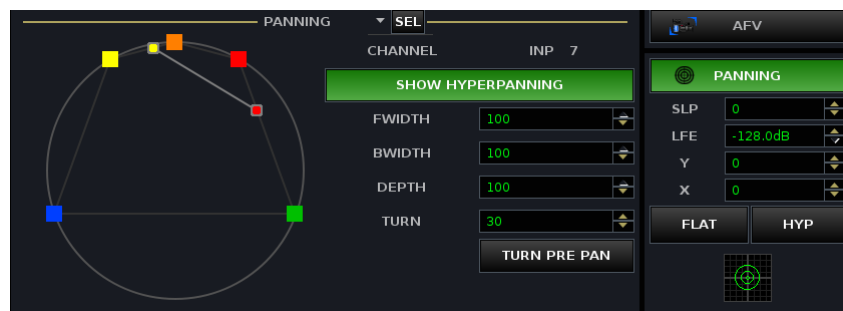 PANNING SEL
CHANNEL INP 7
SHOW HYPERPANNING
FWIDTH 100
BWIDTH 100
DEPTH 100
TURN 30
TURN PRE PAN
AFV
PANNING
SLP 0
LFE -128.0dB
Y 0
X 0
FLAT HYP